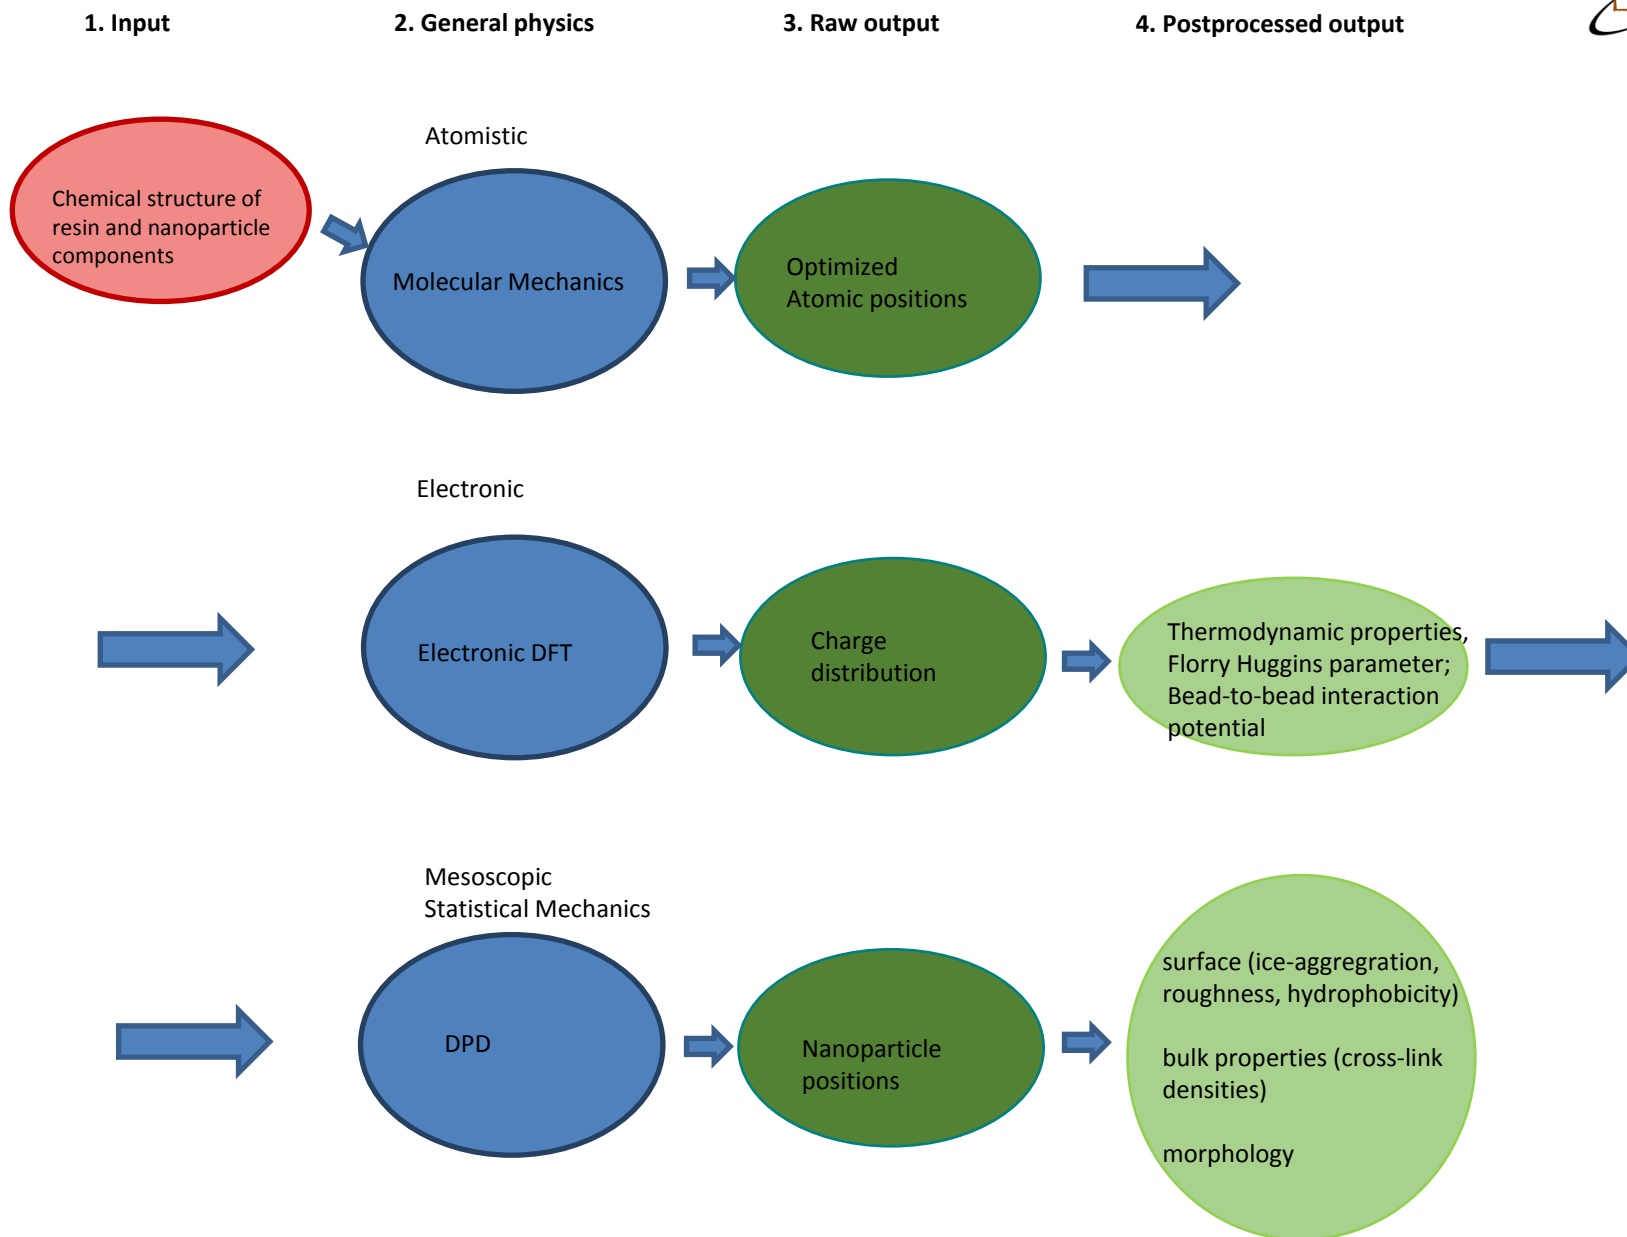 1. Input
2. General physics
3. Raw output
4. Postprocessed output
Atomistic
Chemical structure of
resin and nanoparticle
components
Molecular Mechanics
Optimized
Atomic positions
Electronic
Electronic DFT
Charge
distribution
Thermodynamic properties,
Florry Huggins parameter;
Bead-to-bead interaction
potential
Mesoscopic
Statistical Mechanics
DPD
Nanoparticle
positions
surface (ice-aggregration,
roughness, hydrophobicity)
bulk properties (cross-link
densities)
morphology